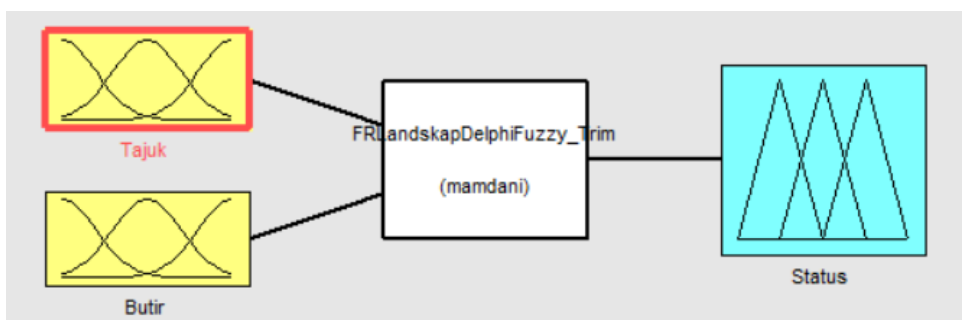 Tajuk
FRLandskapDelphiFuzzy_Trim
(mamdani)
Butir
Status